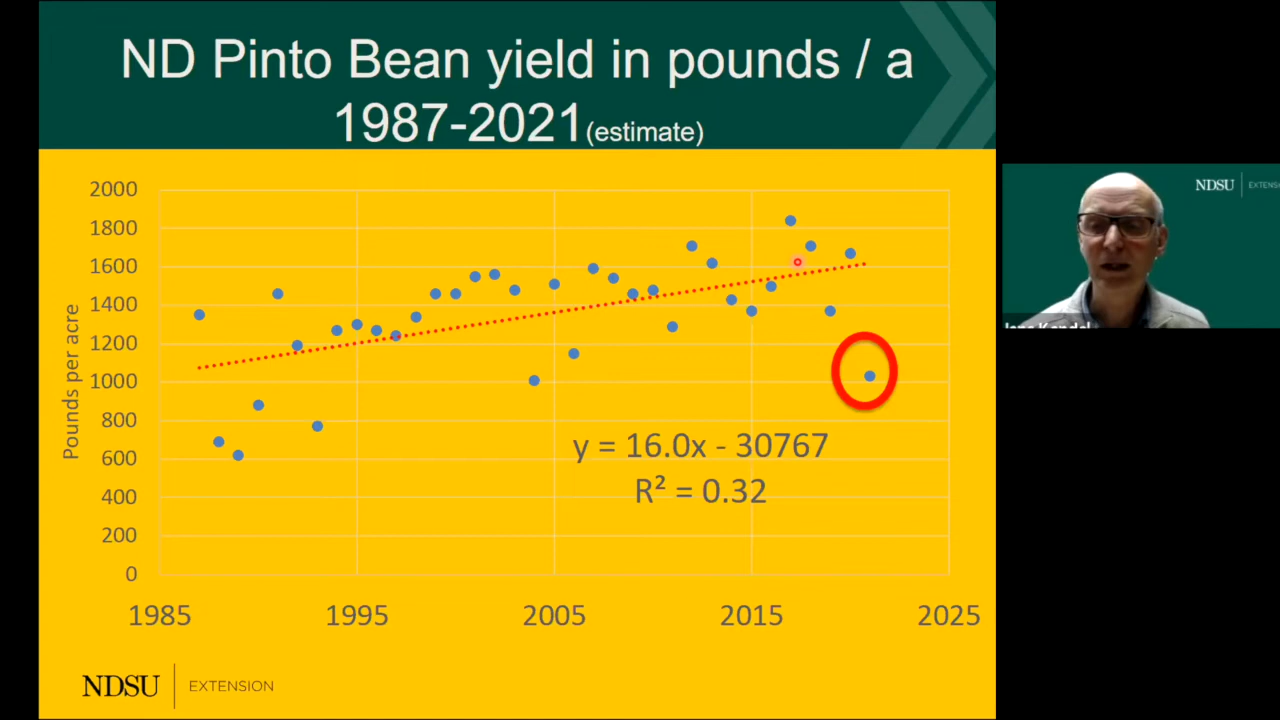 ND Pinto Bean yield in pounds / a
1987-2021(estimate)
2000
1800
1600
1400
1200
1000
800
600
400
200
0
Pounds per acre
y = 16.0x - 30767
R² = 0.32
1985 1995 2005 2015 2025
NDSU EXTENSION
NDSU